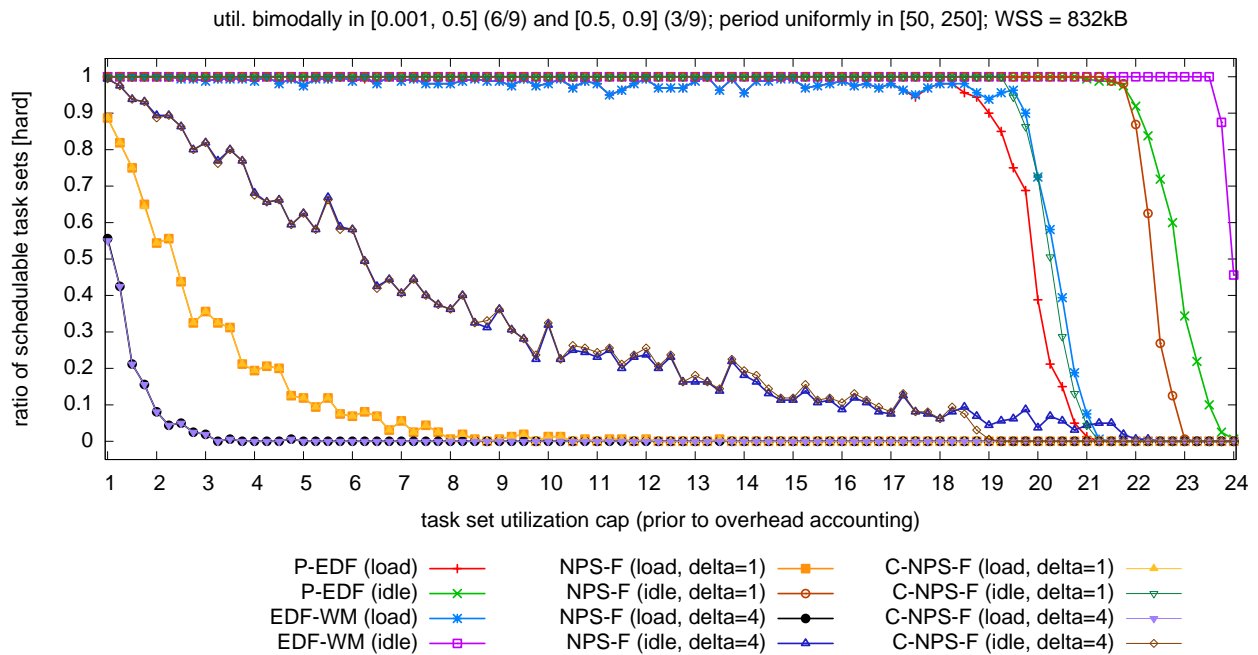 util. bimodally in [0.001, 0.5] (6/9) and [0.5, 0.9] (3/9); period uniformly in [50, 250]; WSS = 832kB
ratio of schedulable task sets [hard]
1
0.9
0.8
0.7
0.6
0.5
0.4
0.3
0.2
0.1
0
1 2 3 4 5 6 7 8 9 10 11 12 13 14 15 16 17 18 19 20 21 22 23 24
task set utilization cap (prior to overhead accounting)
P-EDF (load)
P-EDF (idle)
EDF-WM (load)
EDF-WM (idle)
NPS-F (load, delta=1)
NPS-F (idle, delta=1)
NPS-F (load, delta=4)
NPS-F (idle, delta=4)
C-NPS-F (load, delta=1)
C-NPS-F (idle, delta=1)
C-NPS-F (load, delta=4)
C-NPS-F (idle, delta=4)